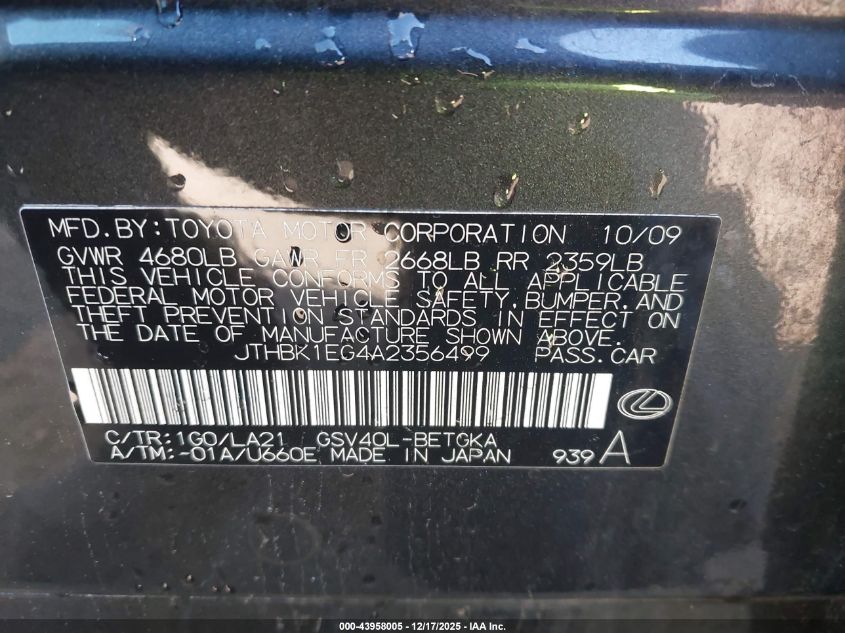 MFD.BY:TOYOTA MOTOR CORPORATION 10/09
GVWR 4680LB GAWR FR 2668LB RR 2359LB
THIS VEHICLE CONFORMS TO ALL APPLICABLE
FEDERAL MOTOR VEHICLE SAFETY,BUMPER,AND
THEFT PREVENTION STANDARDS IN EFFECT ON
THE DATE OF MANUFACTURE SHOWN ABOVE.
JTHBK1EG4A2356499 PASS.CAR
C/TR:1G0/LA21 GSV40L-BETGKA
A/TM:-01A/U660E MADE IN JAPAN 939 A
000-43958005 - 12/17/2025 - IAA Inc.